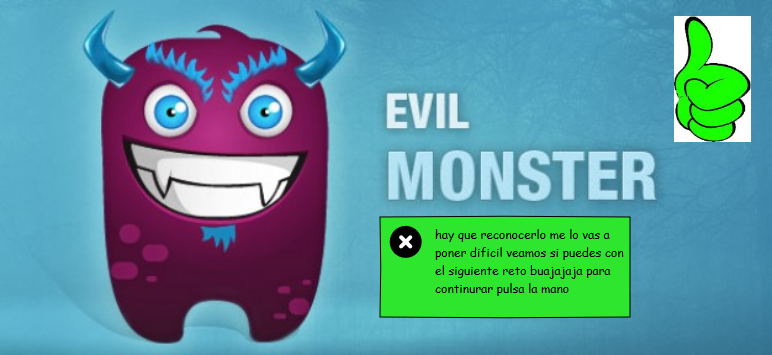 EVIL
MONSTER
hay que reconocerlo me lo vas a
poner dificil veamos si puedes con
el siguiente reto buajajaja para
continurar pulsa la mano